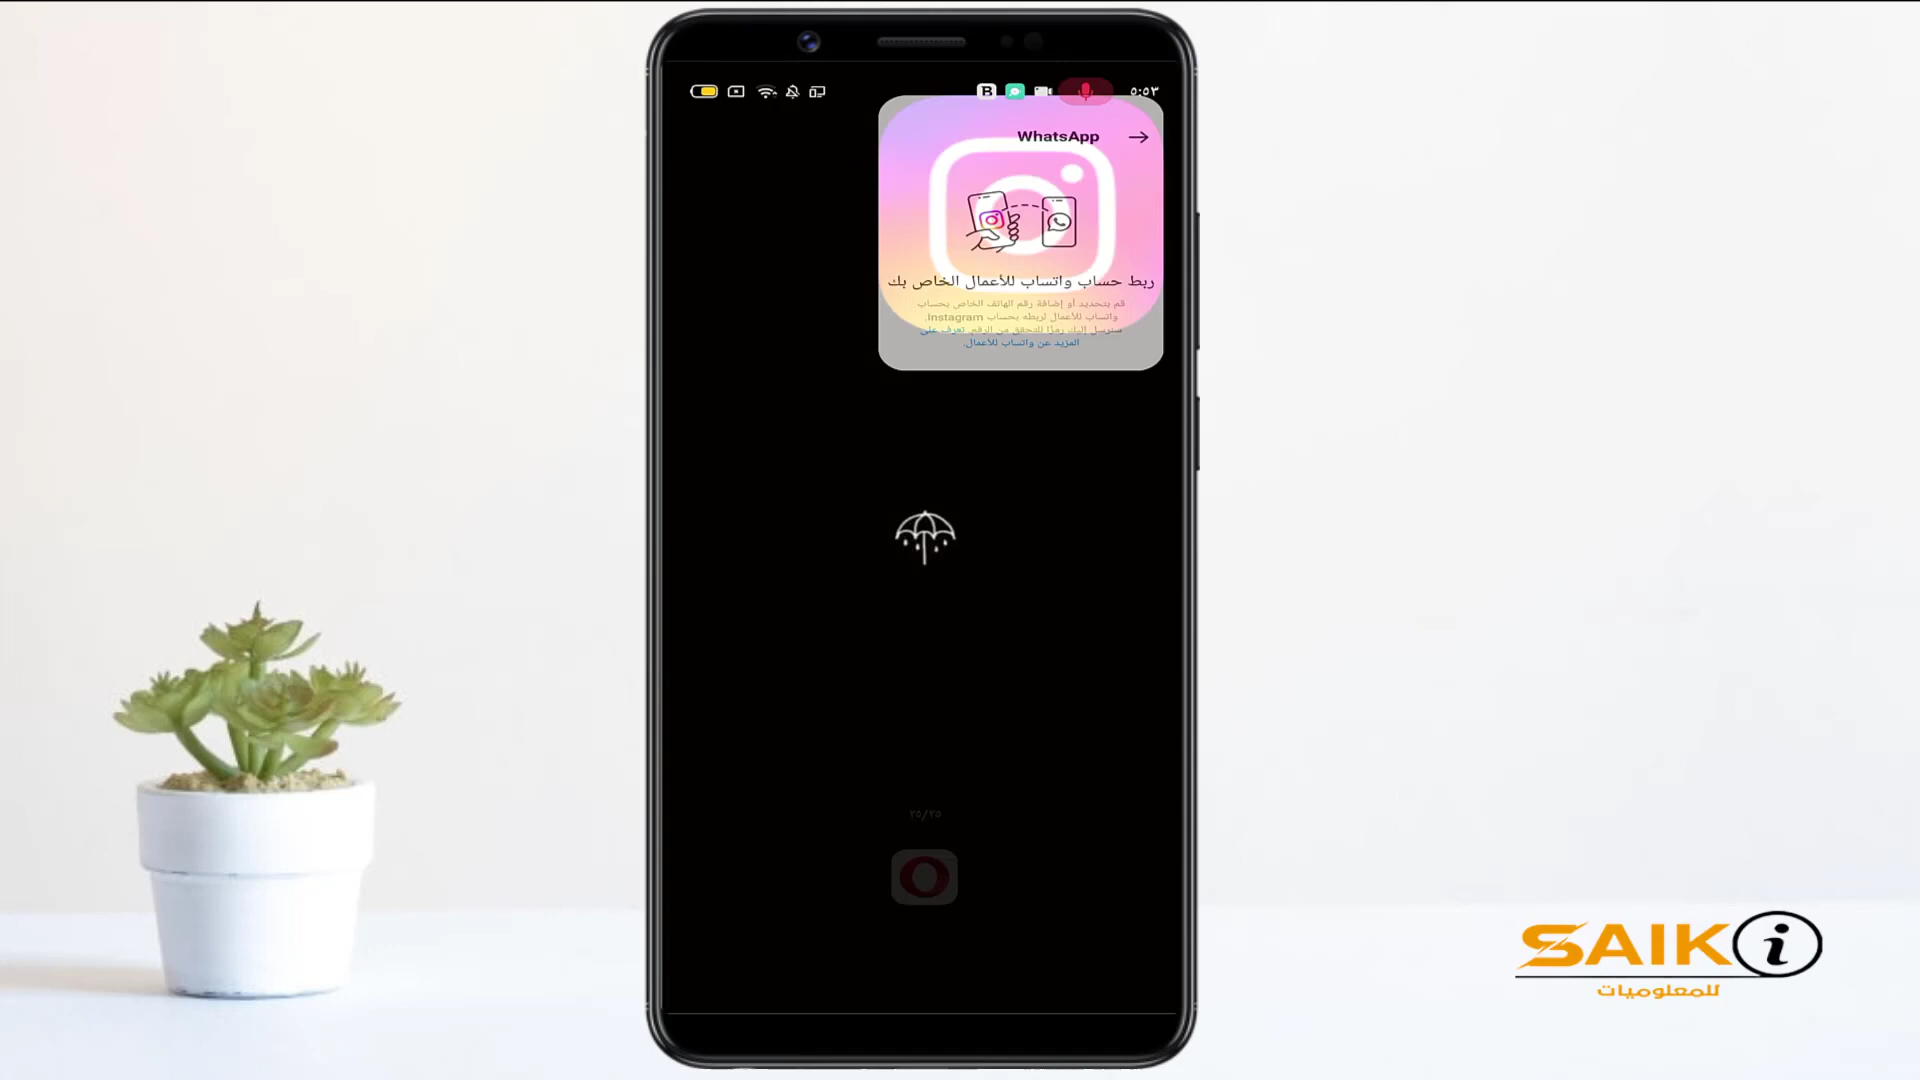 B
٥:٥٣
WhatsApp
ربط حساب واتساب للأعمال الخاص بك
قم بتحديد أو إضافة رقم الهاتف الخاص بحساب
واتساب للأعمال لربطه بحساب Instagram.
سنرسل إليك رمزًا للتحقق من الرقم. تعرف على
المزيد عن واتساب للأعمال.
٢٥/٢٥
SAIKi
للمعلوميات